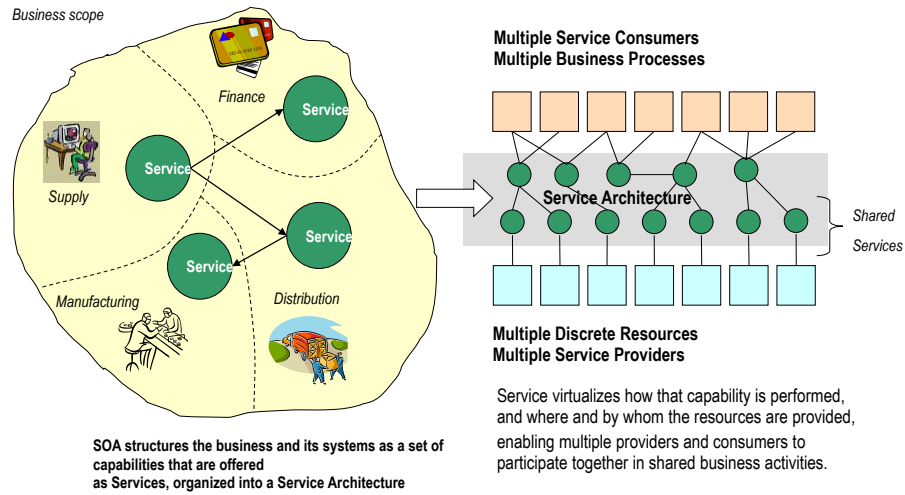 Business scope
Finance
Service
Service
Supply
Service
Service
Manufacturing
Distribution
SOA structures the business and its systems as a set of
capabilities that are offered
as Services, organized into a Service Architecture
Multiple Service Consumers
Multiple Business Processes
Service Architecture
Shared
Services
Multiple Discrete Resources
Multiple Service Providers
Service virtualizes how that capability is performed,
and where and by whom the resources are provided,
enabling multiple providers and consumers to
participate together in shared business activities.